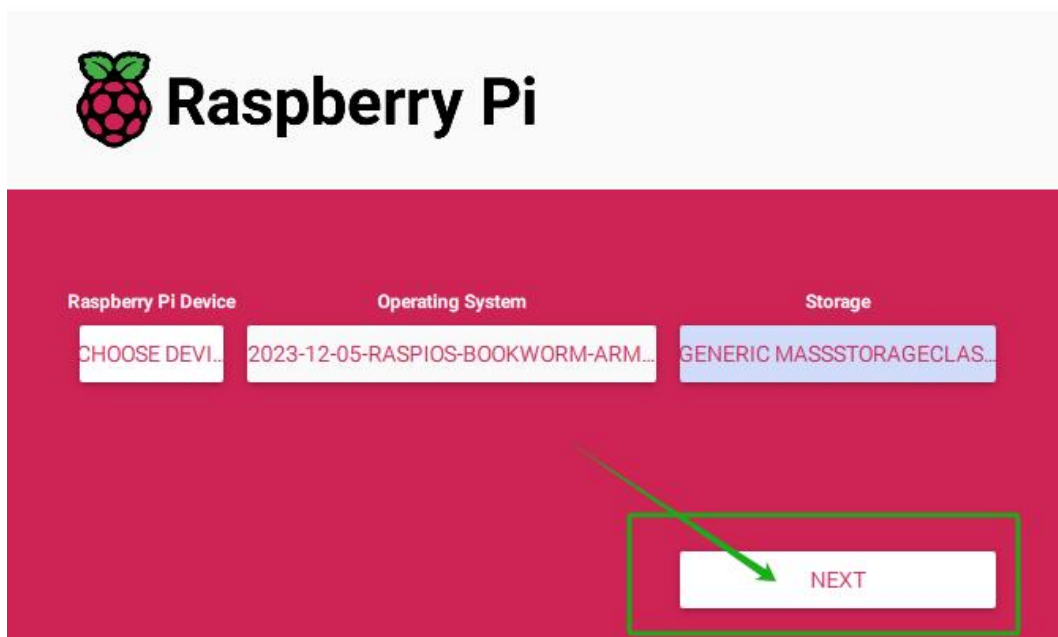 Raspberry Pi
Raspberry Pi Device Operating System Storage
CHOOSE DEVI... 2023-12-05-RASPIOS-BOOKWORM-ARM... GENERIC MASSSTORAGECLAS...
NEXT